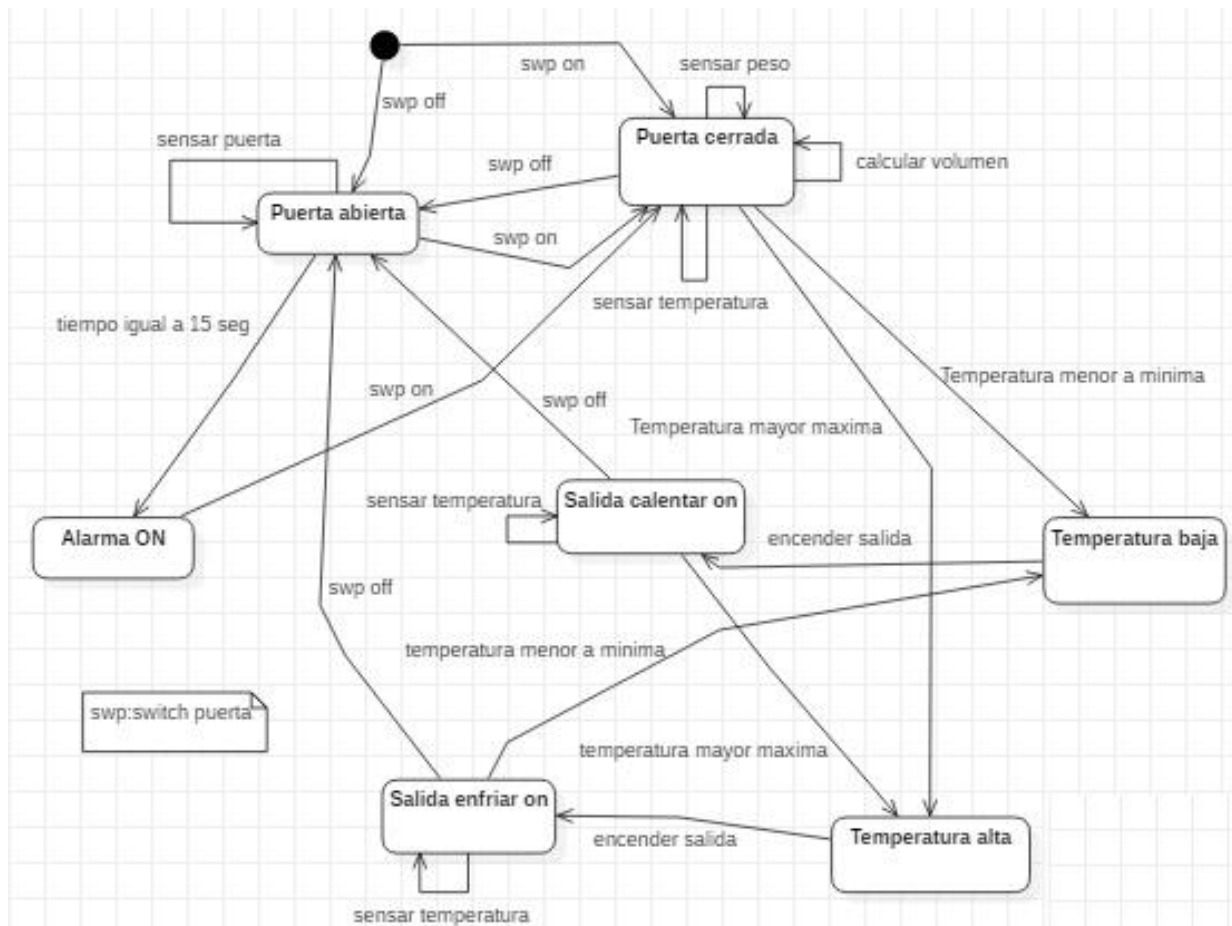 swp on
sensar peso
swp off
sensar puerta
Puerta cerrada
swp off
calcular volumen
Puerta abierta
swp on
sensar temperatura
tiempo igual a 15 seg
swp on
Temperatura menor a minima
swp off
Temperatura mayor maxima
sensar temperatura
Salida calentar on
Alarma ON
encender salida
Temperatura baja
swp off
temperatura menor a minima
swp:switch puerta
temperatura mayor maxima
Salida enfriar on
encender salida
Temperatura alta
sensar temperatura